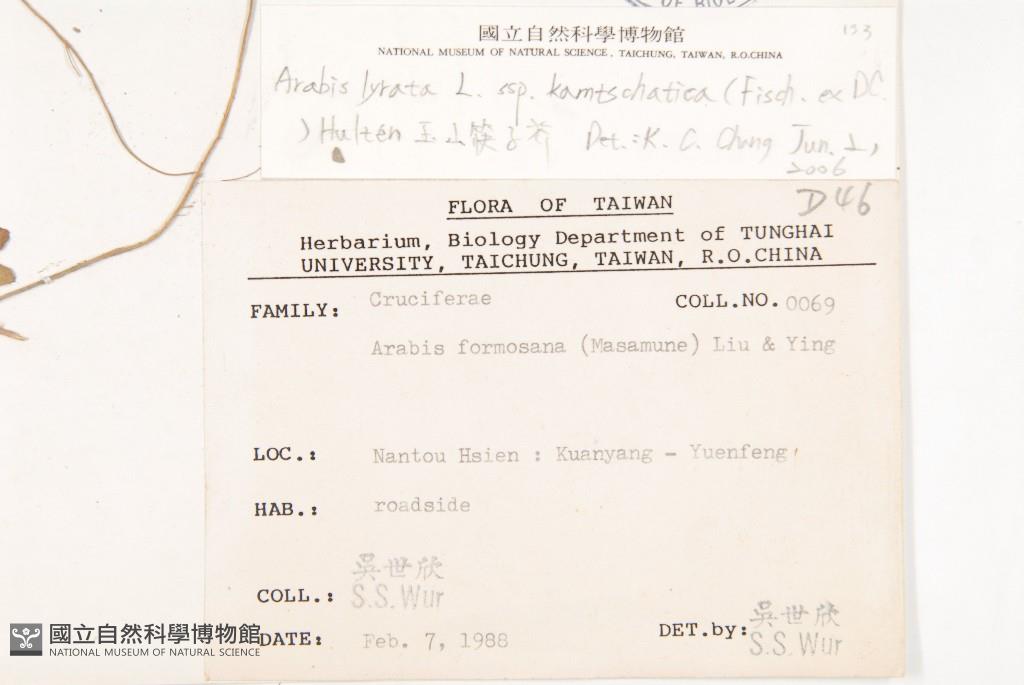 國立自然科學博物館
153
NATIONAL MUSEUM OF NATURAL SCIENCE, TAICHUNG, TAIWAN, R.O.CHINA
Arabis lyrata L. ssp. kamtschatica (Fisch. ex DC.
) Hultén 玉山筷子芥 Det.: K. C. Chung Jun. 2,
2006
D46
FLORA OF TAIWAN
Herbarium, Biology Department of TUNGHAI
UNIVERSITY, TAICHUNG, TAIWAN, R.O.CHINA
FAMILY: Cruciferae COLL.NO. 0069
Arabis formosana (Masamune) Liu & Ying
LOC.: Nantou Hsien : Kuanyang - Yuenfeng
HAB.: roadside
吳世欣
COLL.: S.S.Wur
DATE: Feb. 7, 1988
吳世欣
DET.by: S.S.Wur
國立自然科學博物館
NATIONAL MUSEUM OF NATURAL SCIENCE